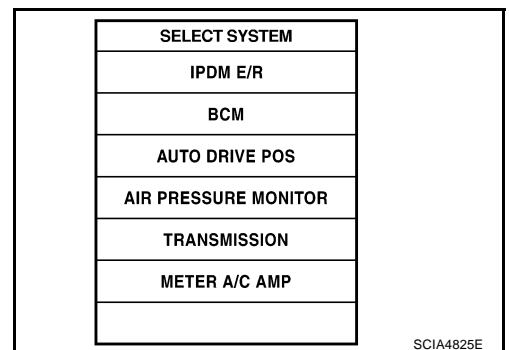 SELECT SYSTEM
IPDM E/R
BCM
AUTO DRIVE POS
AIR PRESSURE MONITOR
TRANSMISSION
METER A/C AMP
SCIA4825E